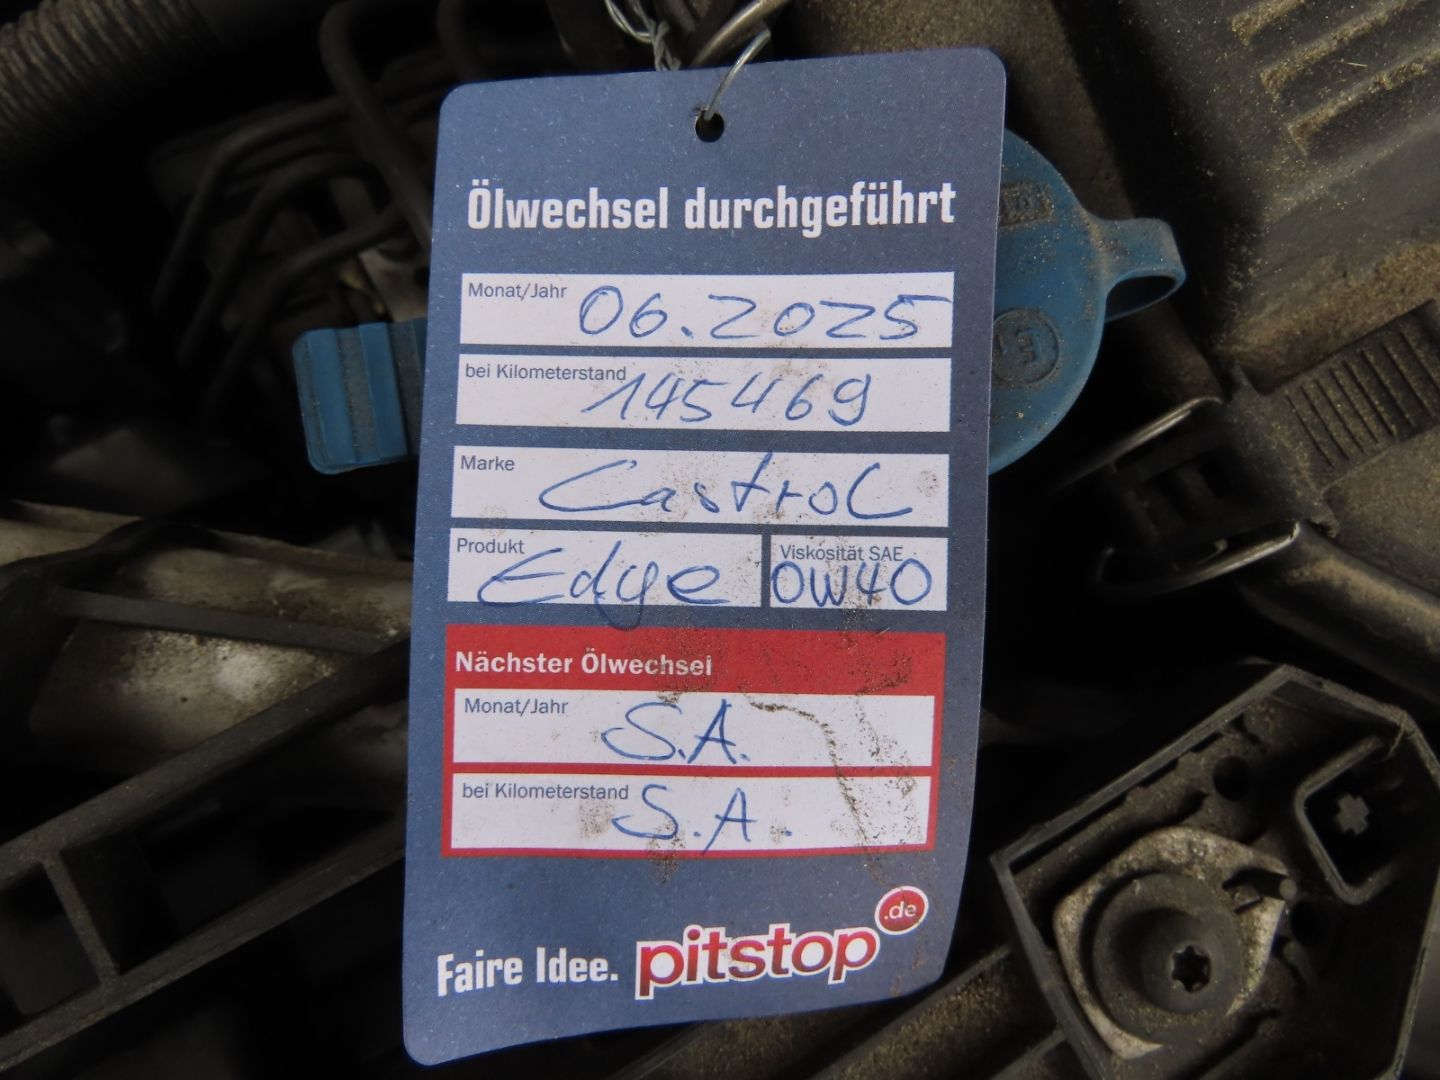 Ölwechsel durchgeführt
Monat/Jahr 06.2025
bei Kilometerstand 145469
Marke Castrol
Produkt Edge Viskosität SAE 0W40
Nächster Ölwechsel
Monat/Jahr S.A.
bei Kilometerstand S.A.
Faire Idee. pitstop.de